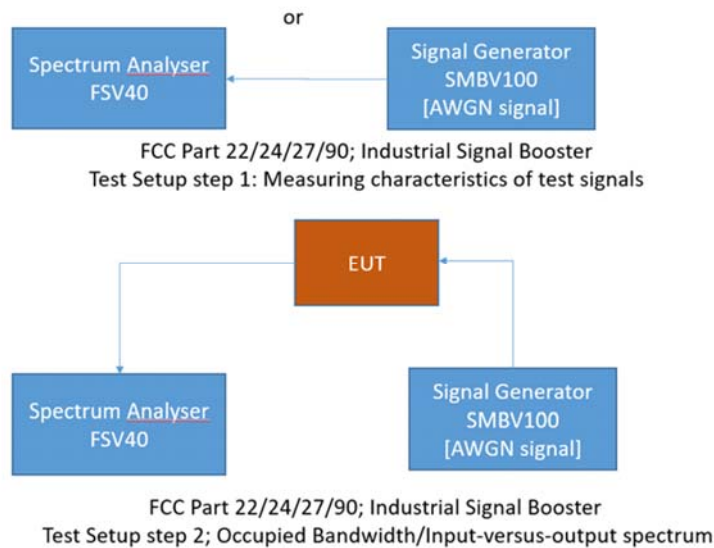 or
Spectrum Analyser
FSV40
Signal Generator
SMBV100
[AWGN signal]
FCC Part 22/24/27/90; Industrial Signal Booster
Test Setup step 1: Measuring characteristics of test signals
EUT
Spectrum Analyser
FSV40
Signal Generator
SMBV100
[AWGN signal]
FCC Part 22/24/27/90; Industrial Signal Booster
Test Setup step 2; Occupied Bandwidth/Input-versus-output spectrum